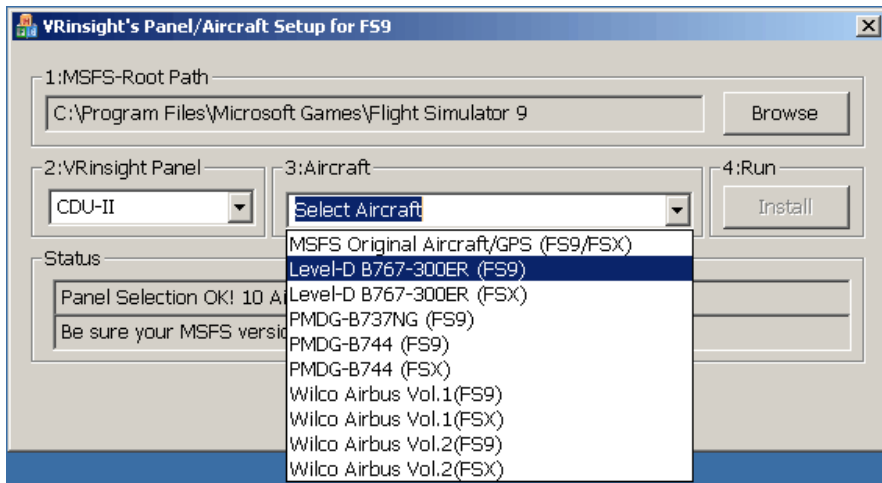 VRinsight's Panel/Aircraft Setup for FS9
1:MSFS-Root Path
C:\Program Files\Microsoft Games\Flight Simulator 9
Browse
2:VRinsight Panel
3:Aircraft
4:Run
CDU-II
Select Aircraft
Install
MSFS Original Aircraft/GPS (FS9/FSX)
Level-D B767-300ER (FS9)
Level-D B767-300ER (FSX)
PMDG-B737NG (FS9)
PMDG-B744 (FS9)
PMDG-B744 (FSX)
Wilco Airbus Vol.1(FS9)
Wilco Airbus Vol.1(FSX)
Wilco Airbus Vol.2(FS9)
Wilco Airbus Vol.2(FSX)
Status
Panel Selection OK! 10 Ai
Be sure your MSFS versi